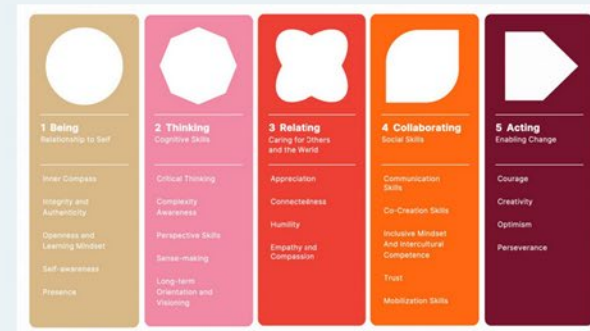 1 Being
Relationship to Self
Inner Compass
Integrity and
Authenticity
Openness and
Learning Mindset
Self-awareness
Presence
2 Thinking
Cognitive Skills
Critical Thinking
Complexity
Awareness
Perspective Skills
Sense-making
Long-term
Orientation and
Visioning
3 Relating
Caring for Others
and the World
Appreciation
Connectedness
Humility
Empathy and
Compassion
4 Collaborating
Social Skills
Communication
Skills
Co-Creation Skills
Inclusive Mindset
And Intercultural
Competence
Trust
Mobilization Skills
5 Acting
Enabling Change
Courage
Creativity
Optimism
Perseverance